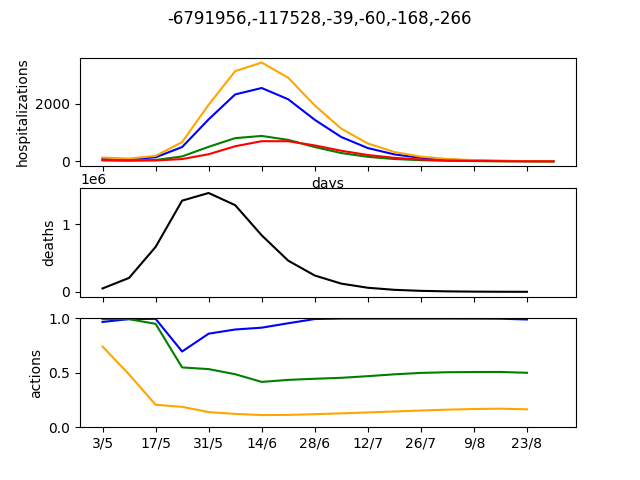 -6791956,-117528,-39,-60,-168,-266
hospitalizations
2000
0
days
1e6
deaths
1
0
actions
1.0
0.5
0.0
3/5 17/5 31/5 14/6 28/6 12/7 26/7 9/8 23/8